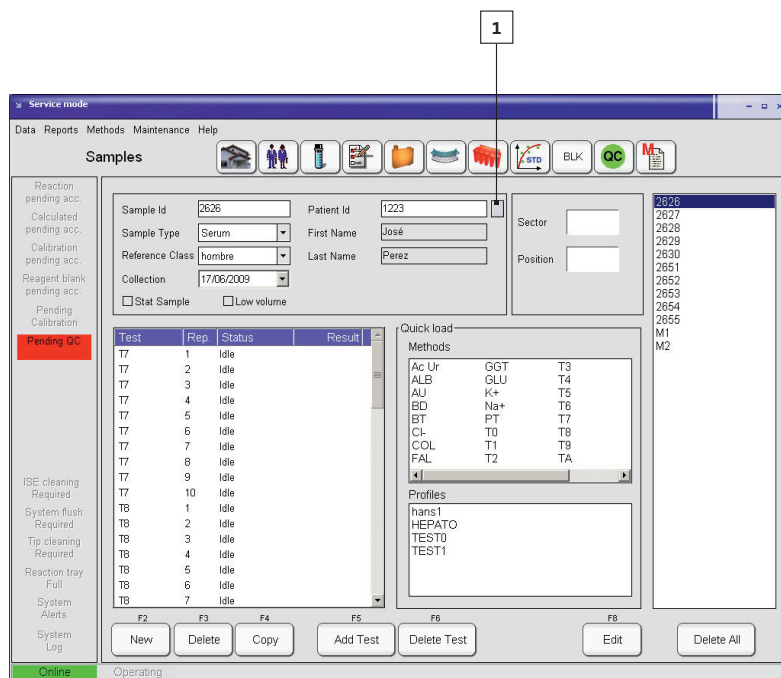 1
Service mode
Data Reports Methods Maintenance Help
Samples
STD
BLK
QC
M
Reaction
pending acc.
Calculated
pending acc.
Calibration
pending acc.
Reagent blank
pending acc.
Pending
Calibration
Pending QC
ISE cleaning
Required
System flush
Required
Tip cleaning
Required
Reaction tray
Full
System
Alerts
System
Log
Sample Id 2626 Patient Id 1223
Sample Type Serum First Name José
Reference Class hombre Last Name Perez
Collection 17/06/2009
Stat Sample Low volume
Sector
Position
2626
2627
2628
2629
2630
2651
2652
2653
2654
2655
M1
M2
Test Rep. Status Result
T7 1 Idle
T7 2 Idle
T7 3 Idle
T7 4 Idle
T7 5 Idle
T7 6 Idle
T7 7 Idle
T7 8 Idle
T7 9 Idle
T7 10 Idle
T8 1 Idle
T8 2 Idle
T8 3 Idle
T8 4 Idle
T8 5 Idle
T8 6 Idle
T8 7 Idle
Quick load
Methods
Ac Ur GGT T3
ALB GLU T4
AU K+ T5
BD Na+ T6
BT PT T7
Cl- T0 T8
COL T1 T9
FAL T2 TA
Profiles
hans1
HEPATO
TEST0
TEST1
F2 F3 F4 F5 F6 F8
New Delete Copy Add Test Delete Test Edit Delete All
Online Operating